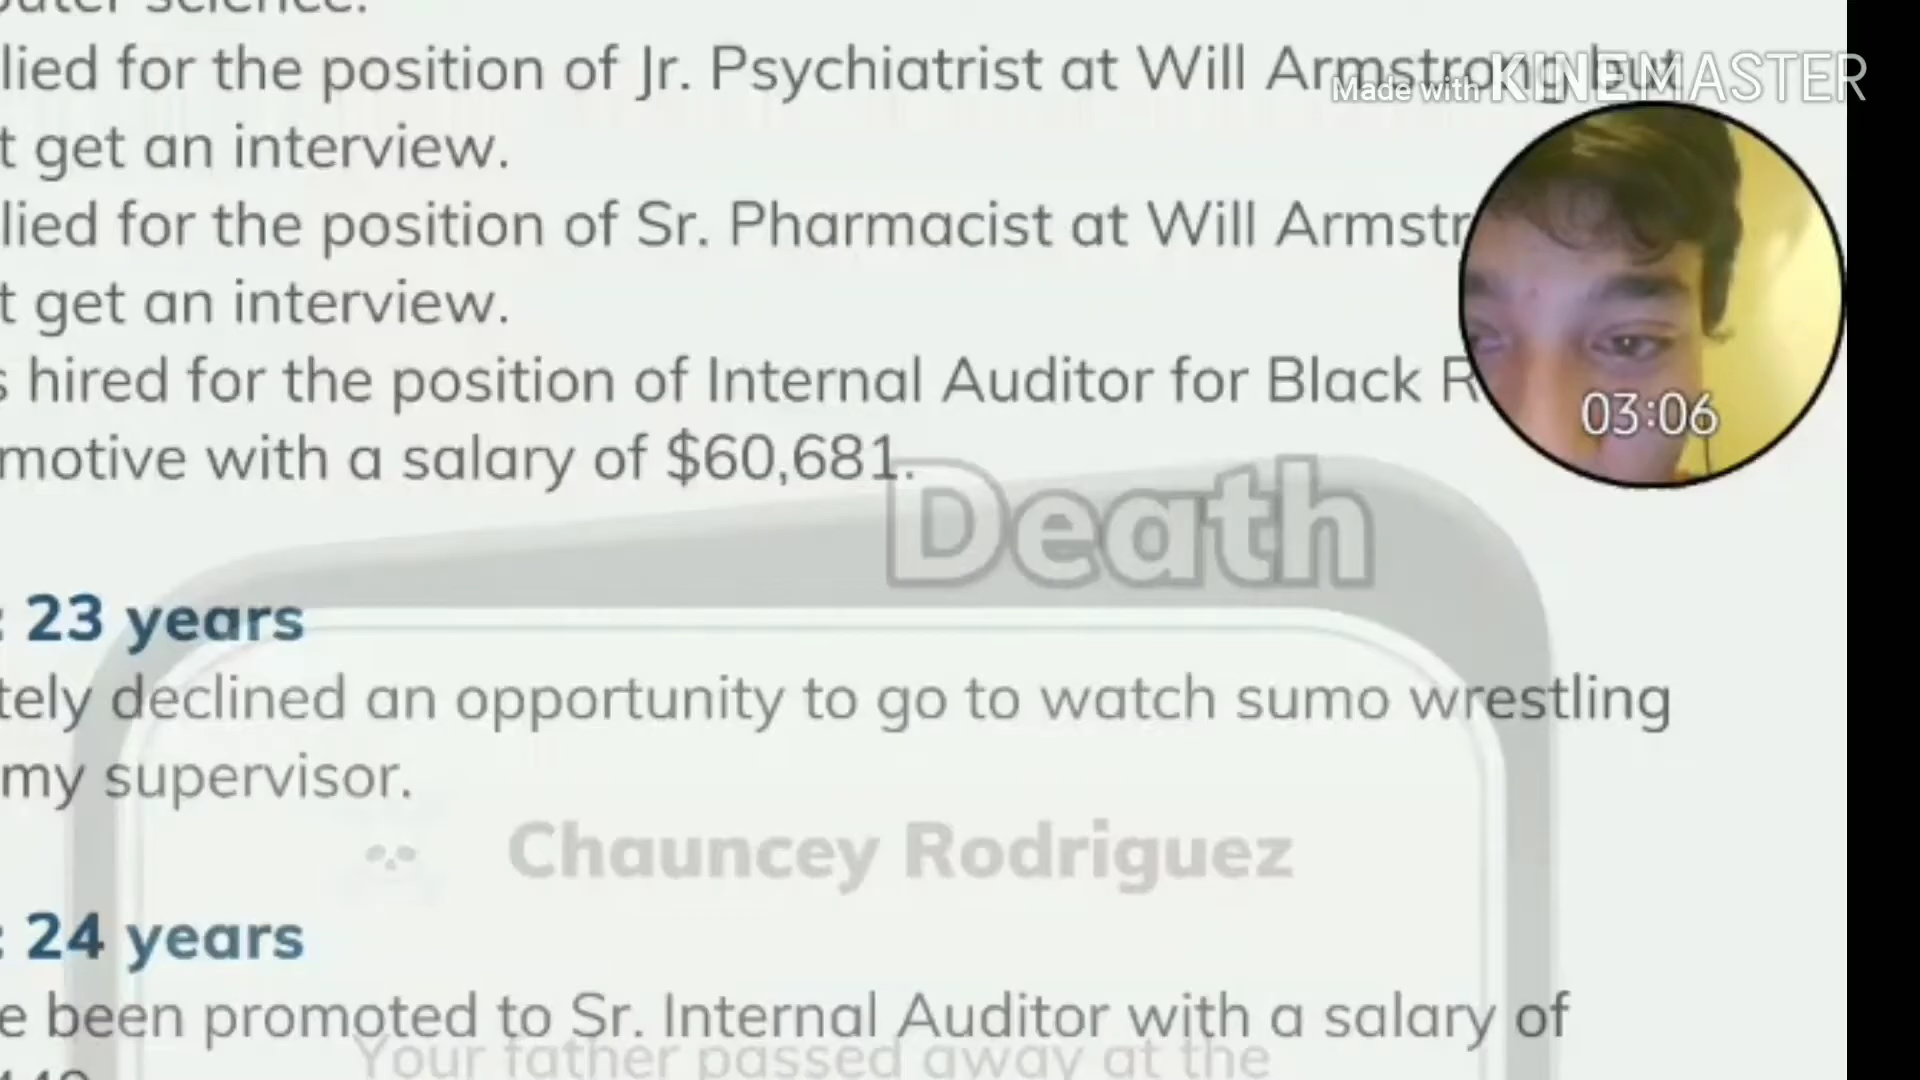 outer science.
lied for the position of Jr. Psychiatrist at Will Armstrong but
Made with KINEMASTER
t get an interview.
lied for the position of Sr. Pharmacist at Will Armstr
t get an interview.
s hired for the position of Internal Auditor for Black R
03:06
motive with a salary of $60,681.
Death
: 23 years
tely declined an opportunity to go to watch sumo wrestling
my supervisor.
Chauncey Rodriguez
: 24 years
e been promoted to Sr. Internal Auditor with a salary of
Your father passed away at the